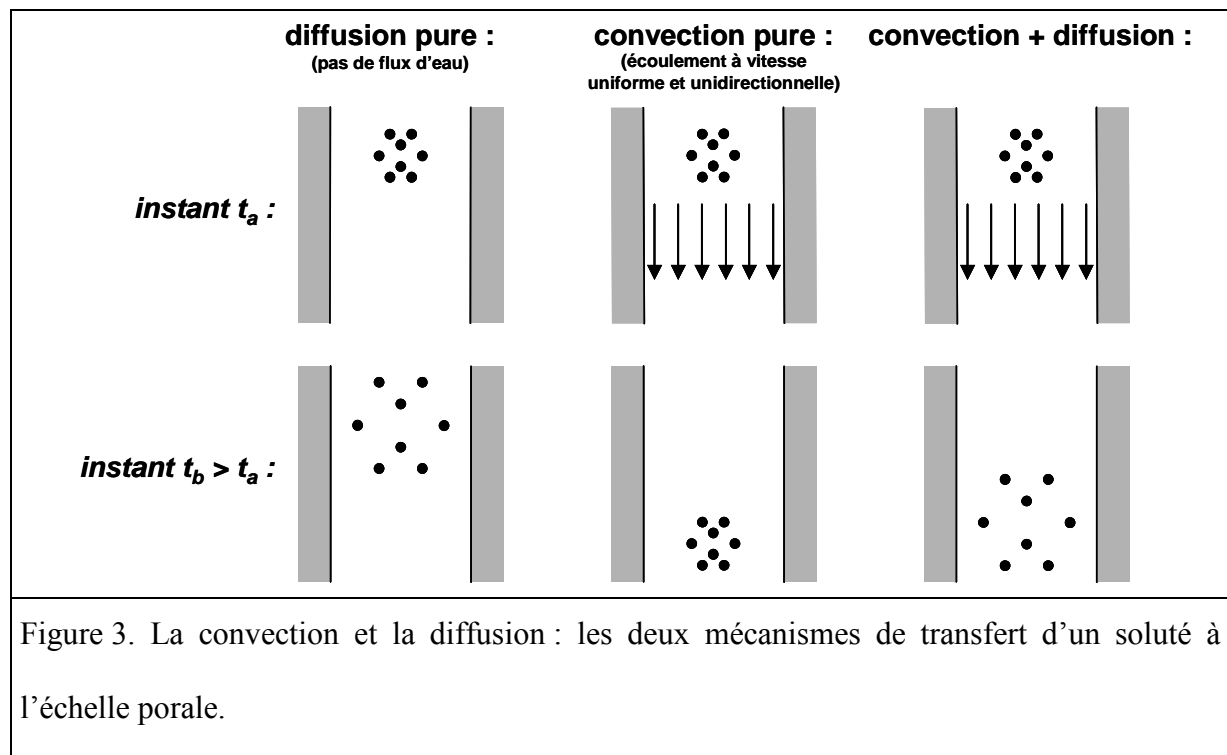 diffusion pure :
(pas de flux d'eau)
convection pure :
(écoulement à vitesse
uniforme et unidirectionnelle)
convection + diffusion :
instant ta :
instant tb > ta :
Figure 3. La convection et la diffusion : les deux mécanismes de transfert d'un soluté à
l'échelle porale.